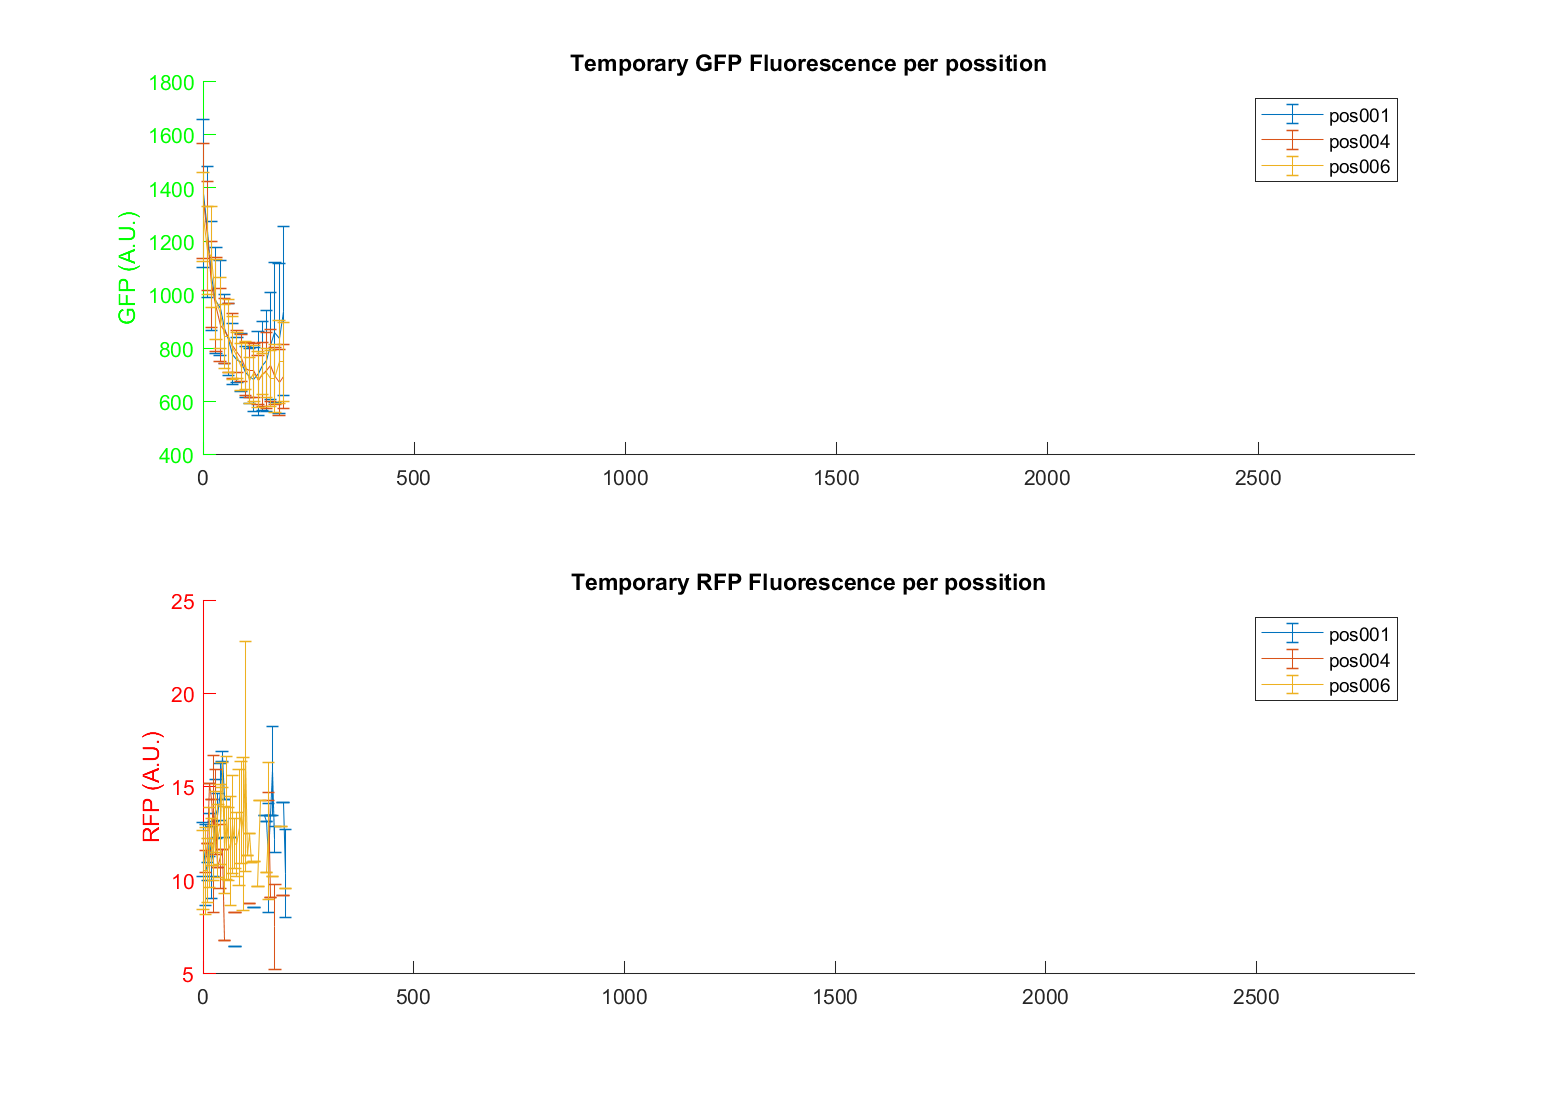 Temporary GFP Fluorescence per possition
1800
1600
1400
1200
1000
800
600
400
GFP (A.U.)
pos001
pos004
pos006
0 500 1000 1500 2000 2500
Temporary RFP Fluorescence per possition
25
20
15
10
5
RFP (A.U.)
pos001
pos004
pos006
0 500 1000 1500 2000 2500